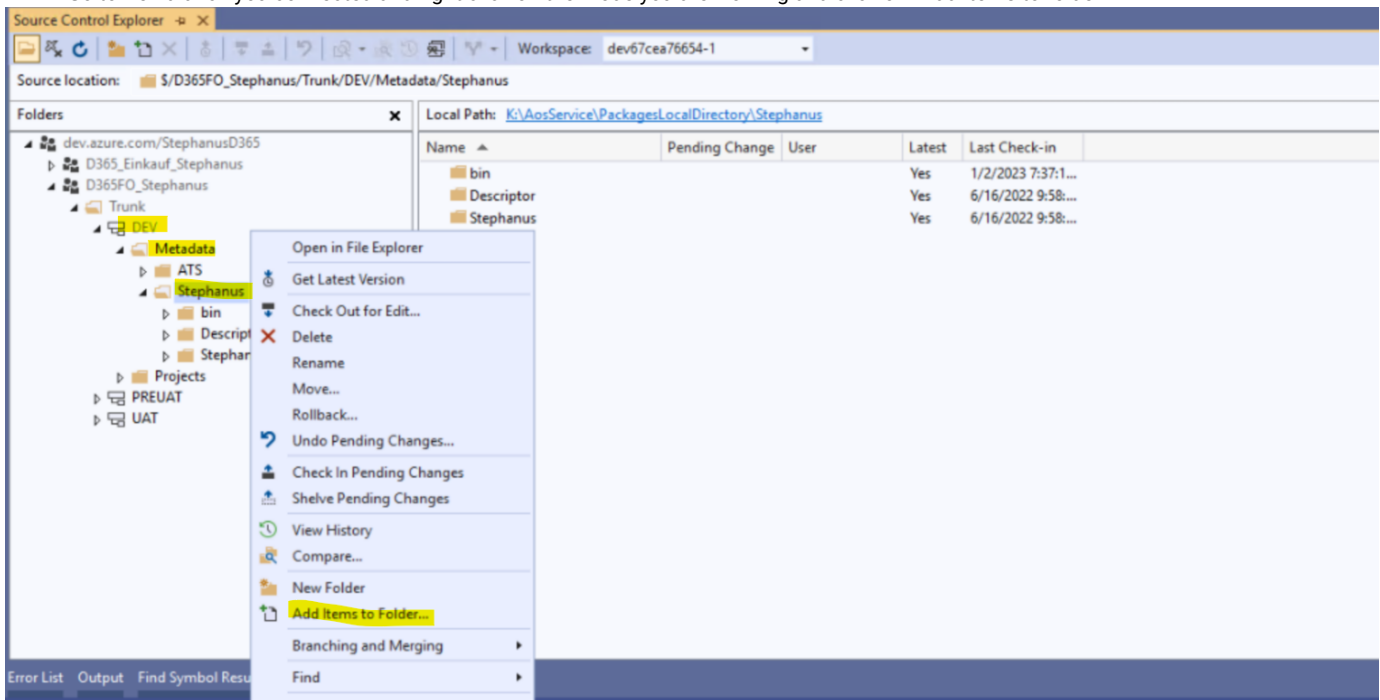 Source Control Explorer
Workspace: dev67cea76654-1
Source location: $/D365FO_Stephanus/Trunk/DEV/Metadata/Stephanus
Folders
Local Path: K:\AosService\PackagesLocalDirectory\Stephanus
dev.azure.com/StephanusD365
D365_Einkauf_Stephanus
D365FO_Stephanus
Trunk
DEV
Metadata
ATS
Stephanus
bin
Descript
Stephan
Projects
PREUAT
UAT
Name Pending Change User Latest Last Check-in
bin Yes 1/2/2023 7:37:1...
Descriptor Yes 6/16/2022 9:58:...
Stephanus Yes 6/16/2022 9:58:...
Open in File Explorer
Get Latest Version
Check Out for Edit...
Delete
Rename
Move...
Rollback...
Undo Pending Changes...
Check In Pending Changes
Shelve Pending Changes
View History
Compare...
New Folder
Add Items to Folder...
Branching and Merging
Find
Error List Output Find Symbol Resu